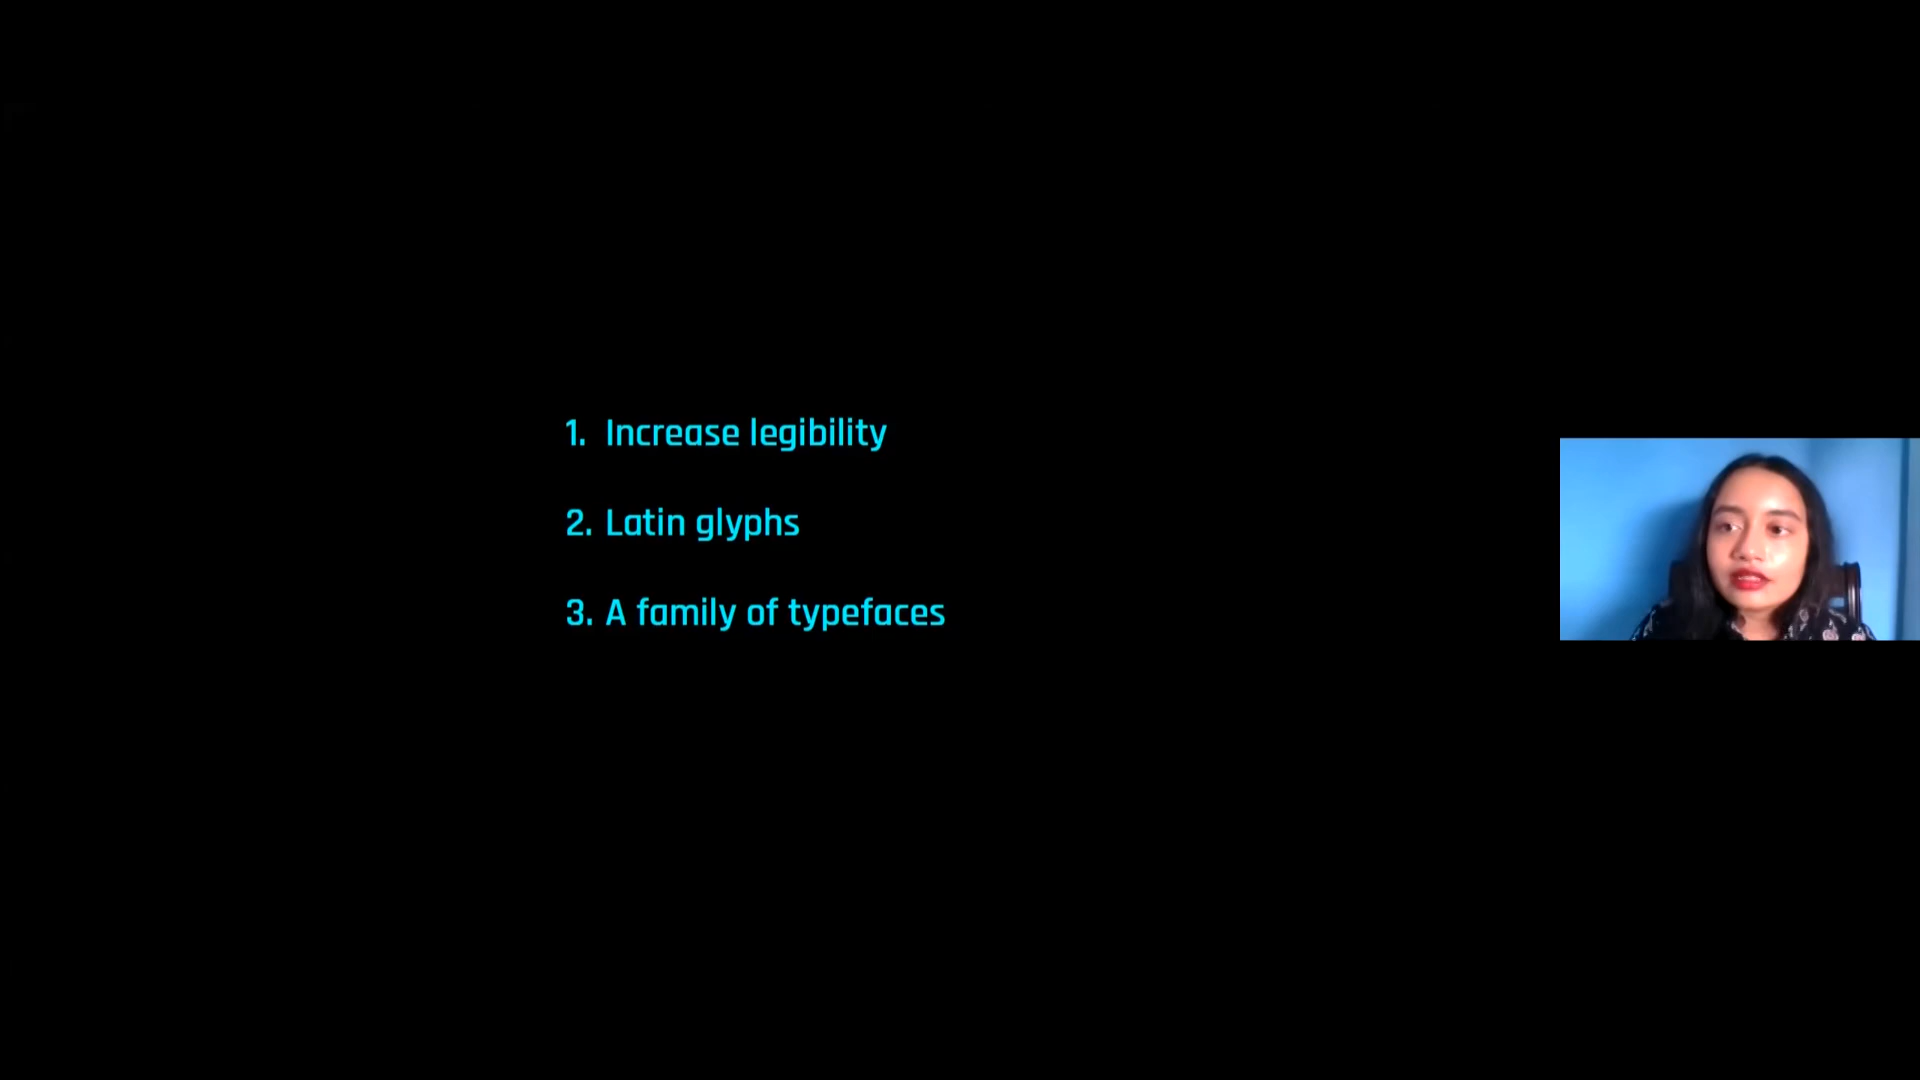 1. Increase legibility
2. Latin glyphs
3. A family of typefaces